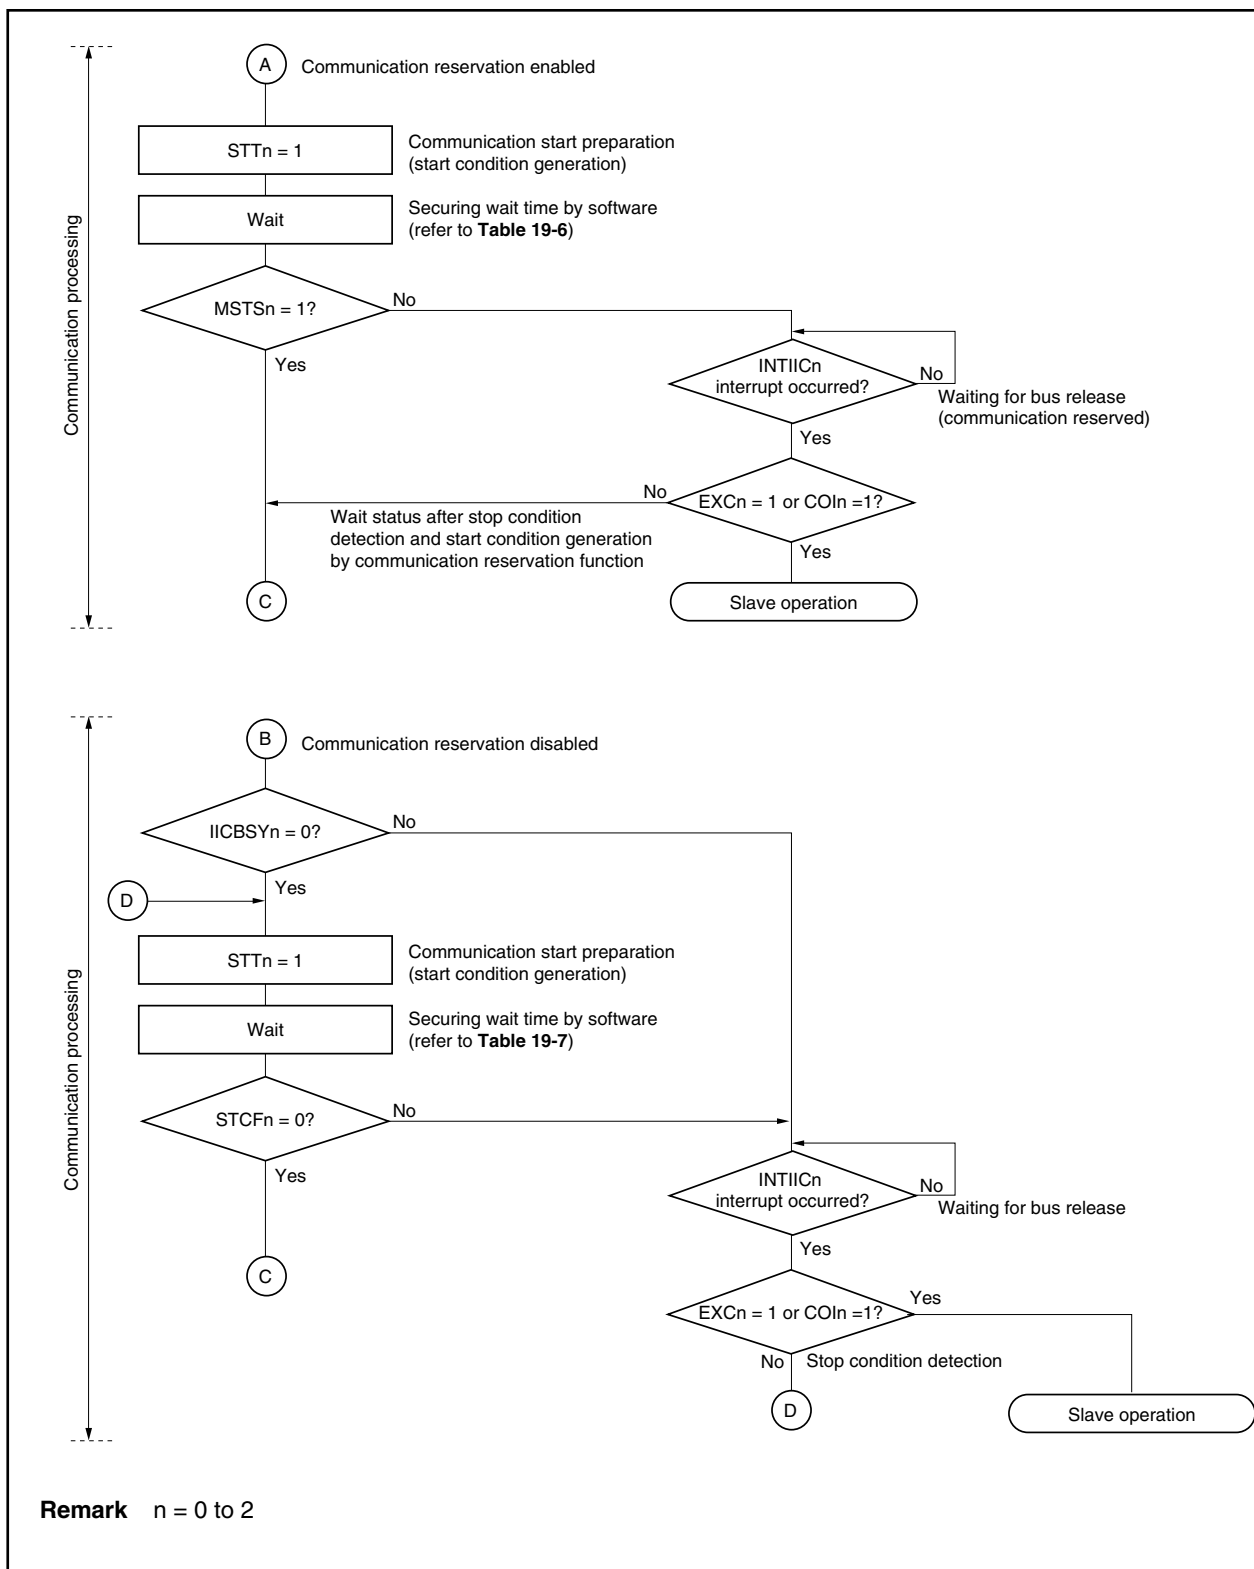 A
Communication reservation enabled
STTn = 1
Communication start preparation
(start condition generation)
Wait
Securing wait time by software
(refer to Table 19-6)
MSTSn = 1?
No
Yes
INTIICn
interrupt occurred?
No
Waiting for bus release
(communication reserved)
Yes
EXCn = 1 or COIn =1?
No
Wait status after stop condition
detection and start condition generation
by communication reservation function
Yes
C
Slave operation
Communication processing
B
Communication reservation disabled
IICBSYn = 0?
No
Yes
D
STTn = 1
Communication start preparation
(start condition generation)
Wait
Securing wait time by software
(refer to Table 19-7)
STCFn = 0?
No
Yes
INTIICn
interrupt occurred?
No
Waiting for bus release
Yes
C
EXCn = 1 or COIn =1?
Yes
No
Stop condition detection
D
Slave operation
Communication processing
Remark n = 0 to 2